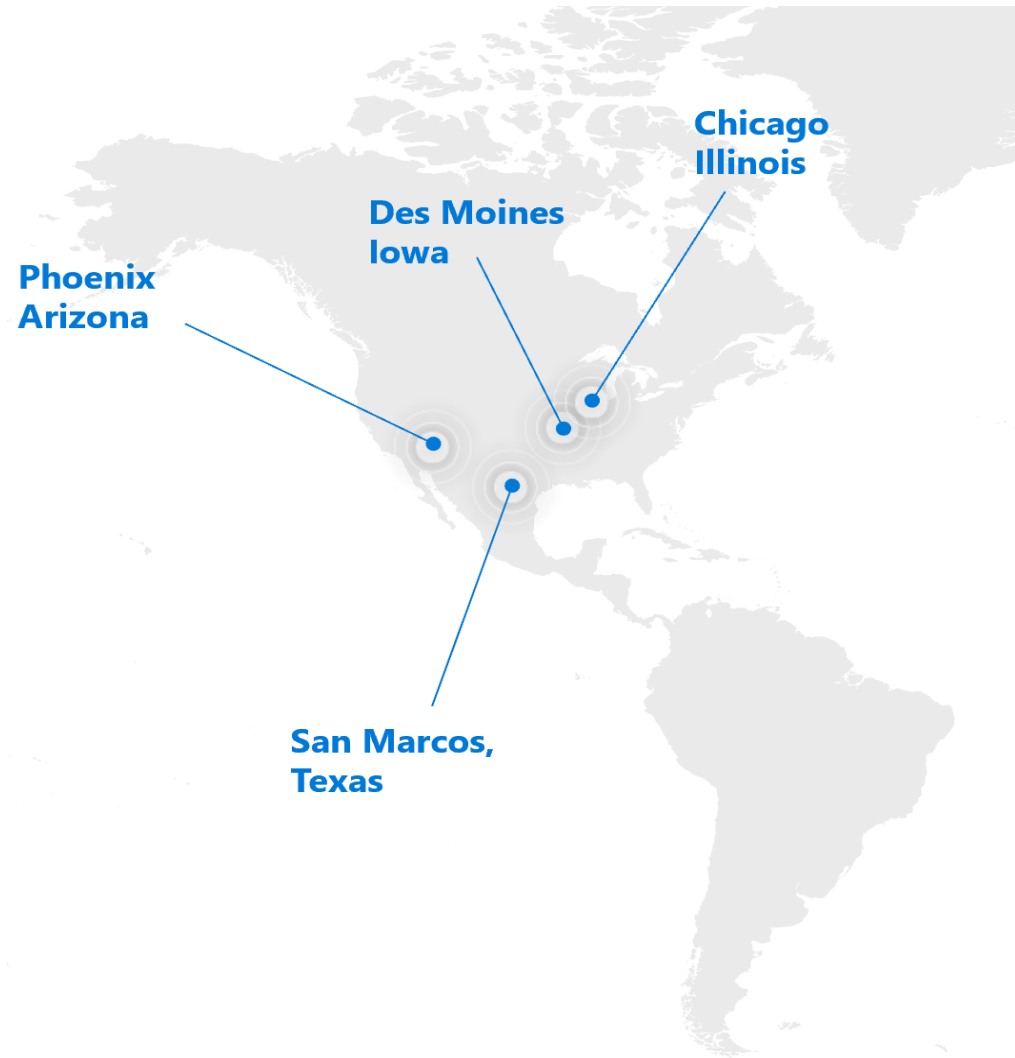 Chicago
Illinois
Des Moines
Iowa
Phoenix
Arizona
San Marcos,
Texas